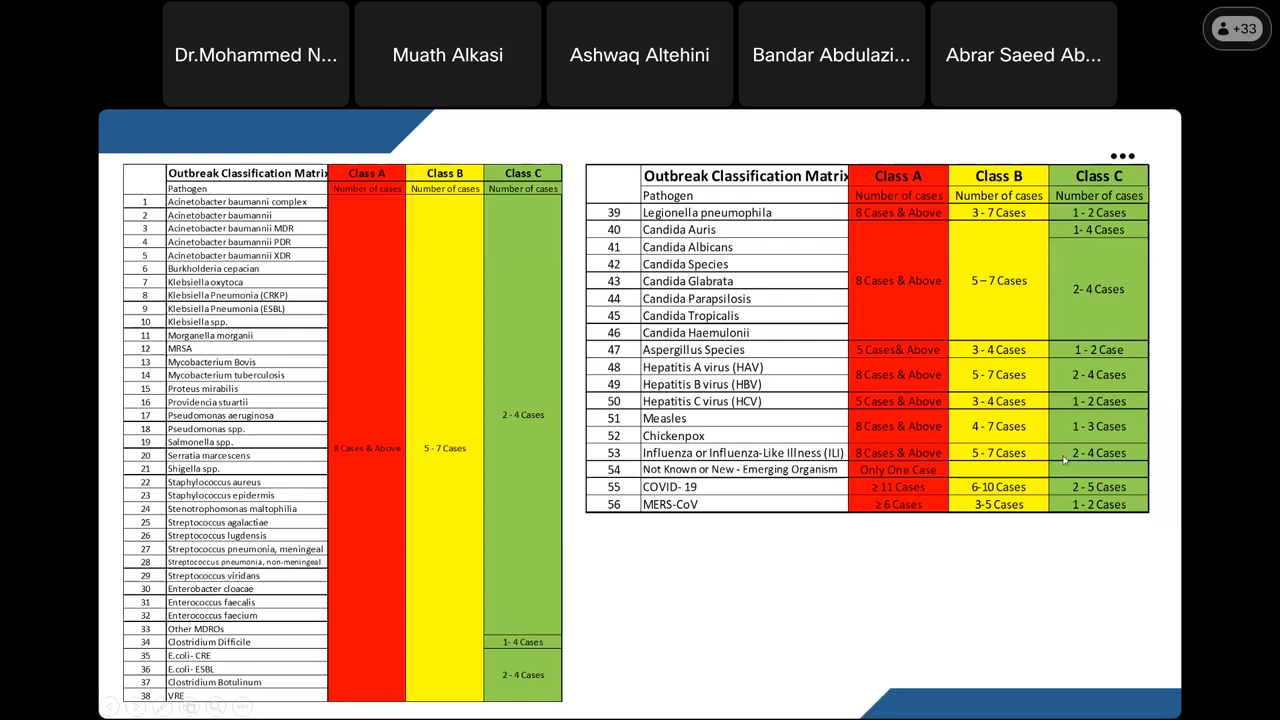 Dr.Mohammed N...
Muath Alkasi
Ashwaq Altehini
Bandar Abdulazi...
Abrar Saeed Ab...
+33
Outbreak Classification Matrix Class A Class B Class C
Pathogen Number of cases Number of cases Number of cases
1 Acinetobacter baumanni complex
2 Acinetobacter baumannii
3 Acinetobacter baumannii MDR
4 Acinetobacter baumannii PDR
5 Acinetobacter baumannii XDR
6 Burkholderia cepacian
7 Klebsiella oxytoca
8 Klebsiella Pneumonia (CRKP)
9 Klebsiella Pneumonia (ESBL)
10 Klebsiella spp.
11 Morganella morganii
12 MRSA
13 Mycobacterium Bovis
14 Mycobacterium tuberculosis
15 Proteus mirabilis
16 Providencia stuartii
17 Pseudomonas aeruginosa 2 - 4 Cases
18 Pseudomonas spp.
19 Salmonella spp. 8 Cases & Above 5 - 7 Cases
20 Serratia marcescens
21 Shigella spp.
22 Staphylococcus aureus
23 Staphylococcus epidermis
24 Stenotrophomonas maltophilia
25 Streptococcus agalactiae
26 Streptococcus lugdensis
27 Streptococcus pneumonia, meningeal
28 Streptococcus pneumonia, non-meningeal
29 Streptococcus viridans
30 Enterobacter cloacae
31 Enterococcus faecalis
32 Enterococcus faecium
33 Other MDROs
34 Clostridium Difficile 1- 4 Cases
35 E.coli- CRE
36 E.coli- ESBL 2 - 4 Cases
37 Clostridium Botulinum
38 VRE
Outbreak Classification Matrix Class A Class B Class C
Pathogen Number of cases Number of cases Number of cases
39 Legionella pneumophila 8 Cases & Above 3 - 7 Cases 1 - 2 Cases
40 Candida Auris 1- 4 Cases
41 Candida Albicans
42 Candida Species
43 Candida Glabrata 8 Cases & Above 5 – 7 Cases 2- 4 Cases
44 Candida Parapsilosis
45 Candida Tropicalis
46 Candida Haemulonii
47 Aspergillus Species 5 Cases& Above 3 - 4 Cases 1 - 2 Case
48 Hepatitis A virus (HAV) 8 Cases & Above 5 - 7 Cases 2 - 4 Cases
49 Hepatitis B virus (HBV)
50 Hepatitis C virus (HCV) 5 Cases & Above 3 - 4 Cases 1 - 2 Cases
51 Measles 8 Cases & Above 4 - 7 Cases 1 - 3 Cases
52 Chickenpox
53 Influenza or Influenza-Like Illness (ILI) 8 Cases & Above 5 - 7 Cases 2 - 4 Cases
54 Not Known or New - Emerging Organism Only One Case
55 COVID- 19 ≥ 11 Cases 6-10 Cases 2 - 5 Cases
56 MERS-CoV ≥ 6 Cases 3-5 Cases 1 - 2 Cases